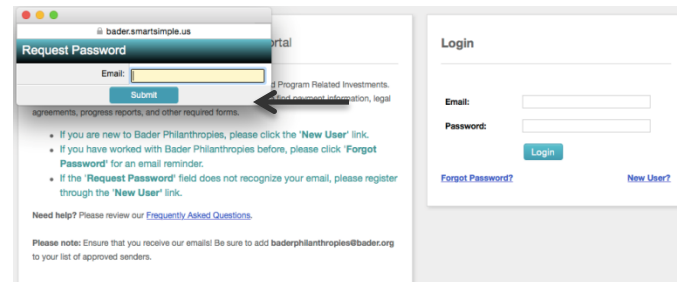 bader.smartsimple.us
Request Password
Email:
Submit
ortal
d Program Related Investments.
find payment information, legal
agreements, progress reports, and other required forms.
• If you are new to Bader Philanthropies, please click the 'New User' link.
• If you have worked with Bader Philanthropies before, please click 'Forgot
Password' for an email reminder.
• If the 'Request Password' field does not recognize your email, please register
through the 'New User' link.
Need help? Please review our Frequently Asked Questions.
Please note: Ensure that you receive our emails! Be sure to add baderphilanthropies@bader.org
to your list of approved senders.
Login
Email:
Password:
Login
Forgot Password? New User?